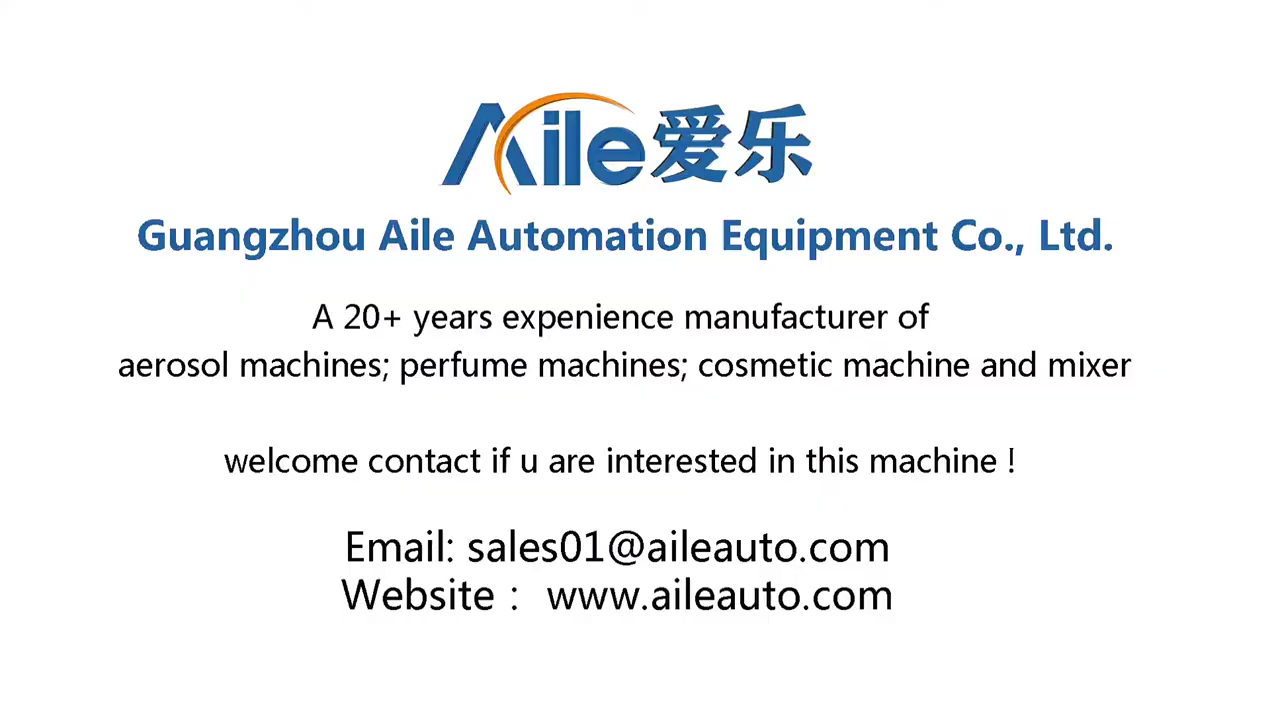 Aile爱乐
Guangzhou Aile Automation Equipment Co., Ltd.
A 20+ years expenience manufacturer of
aerosol machines; perfume machines; cosmetic machine and mixer
welcome contact if u are interested in this machine !
Email: sales01@aileauto.com
Website： www.aileauto.com